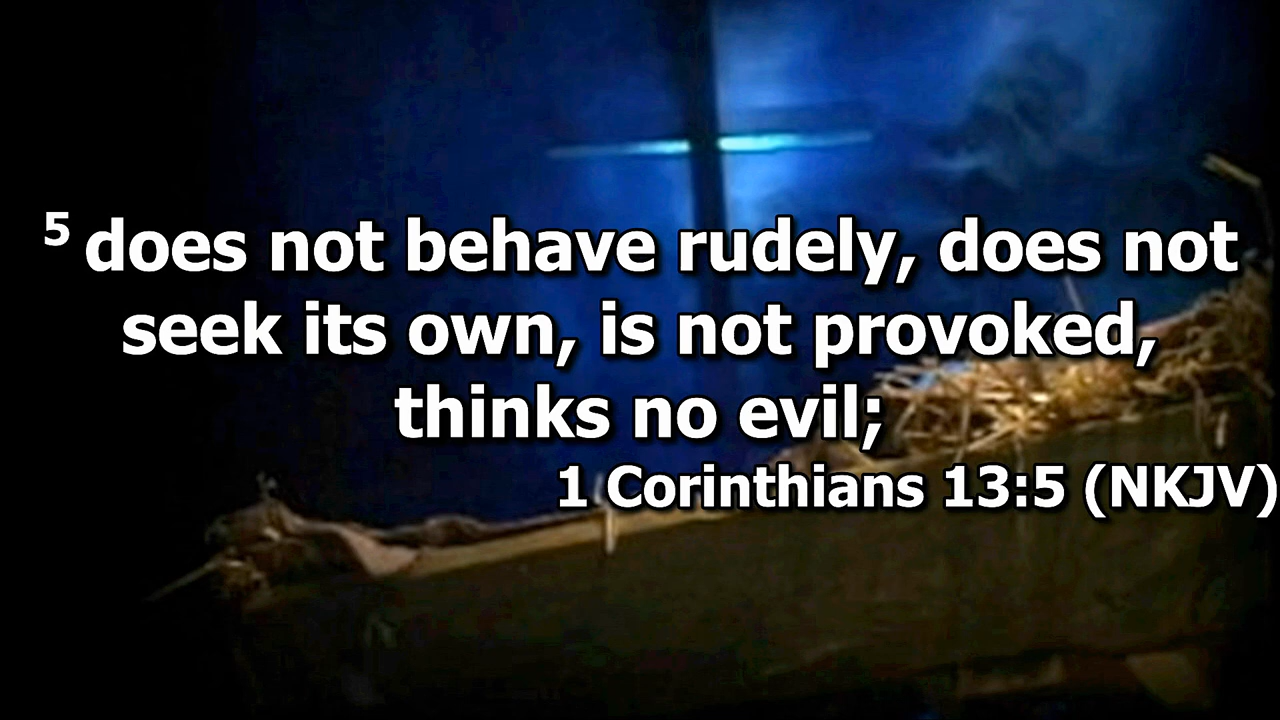 5 does not behave rudely, does not
seek its own, is not provoked,
thinks no evil;
1 Corinthians 13:5 (NKJV)